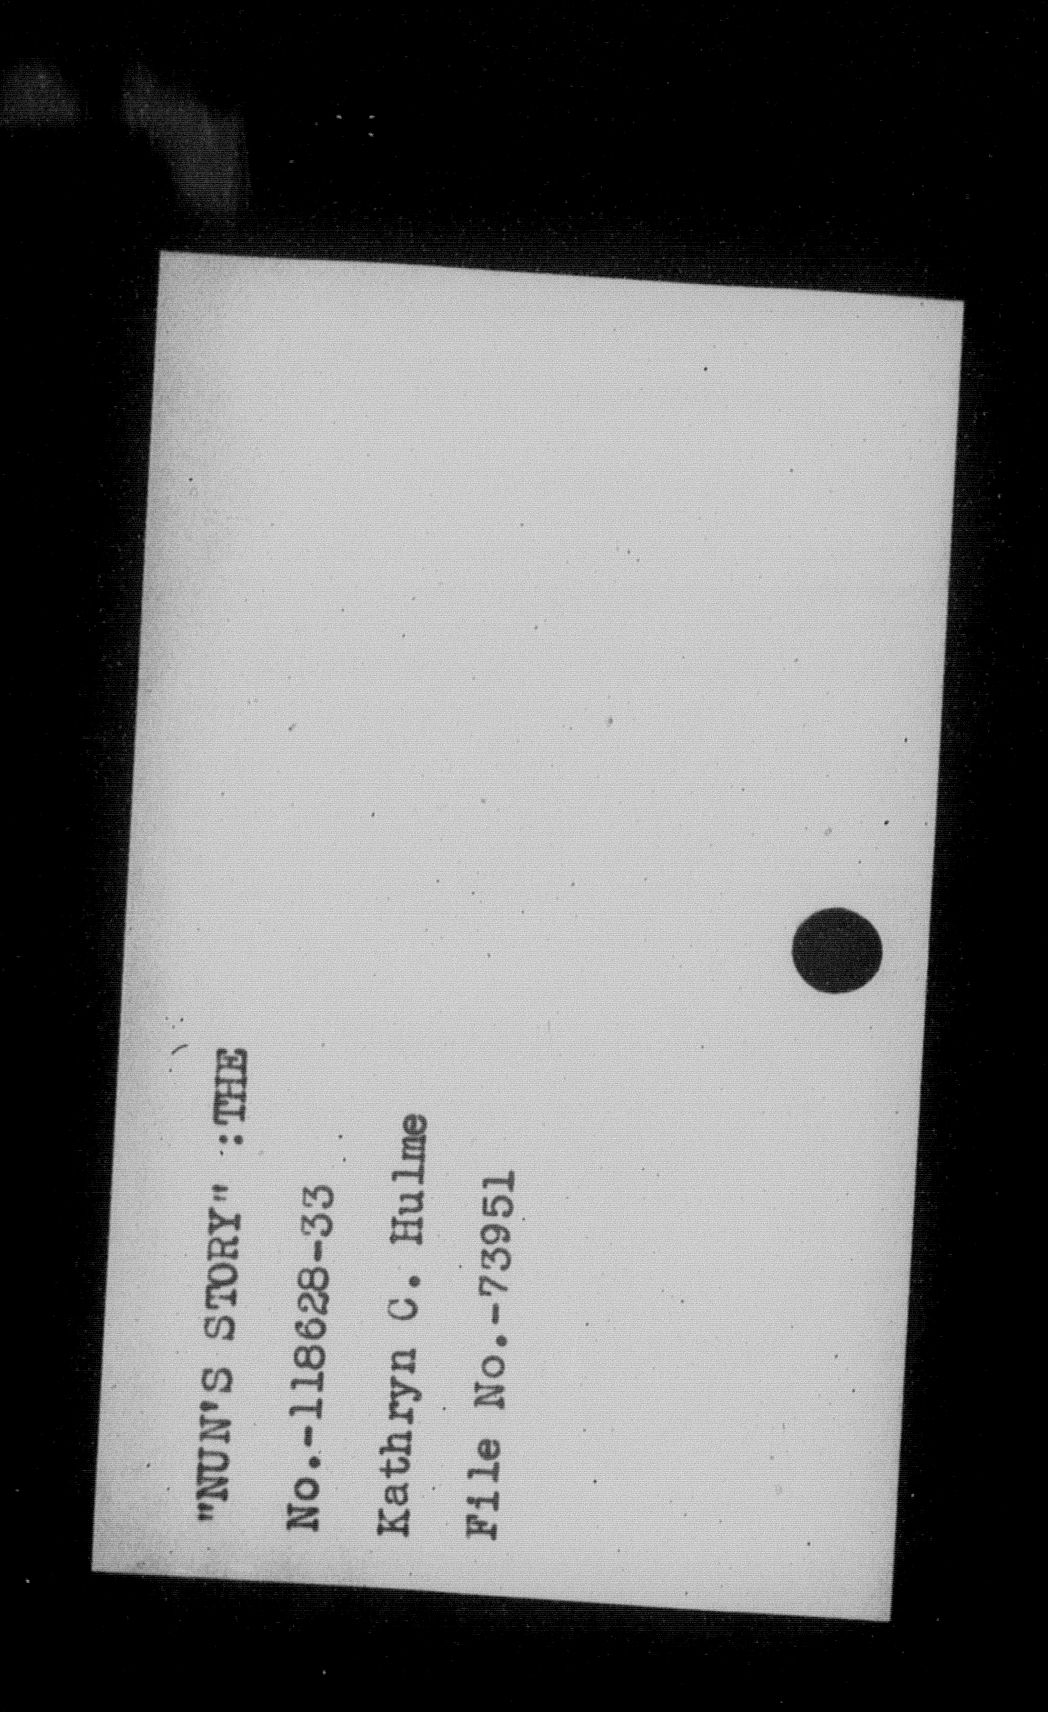 "NUN'S STORY" :THE
No.-118628-33
Kathryn C. Hulme
File No.-73951